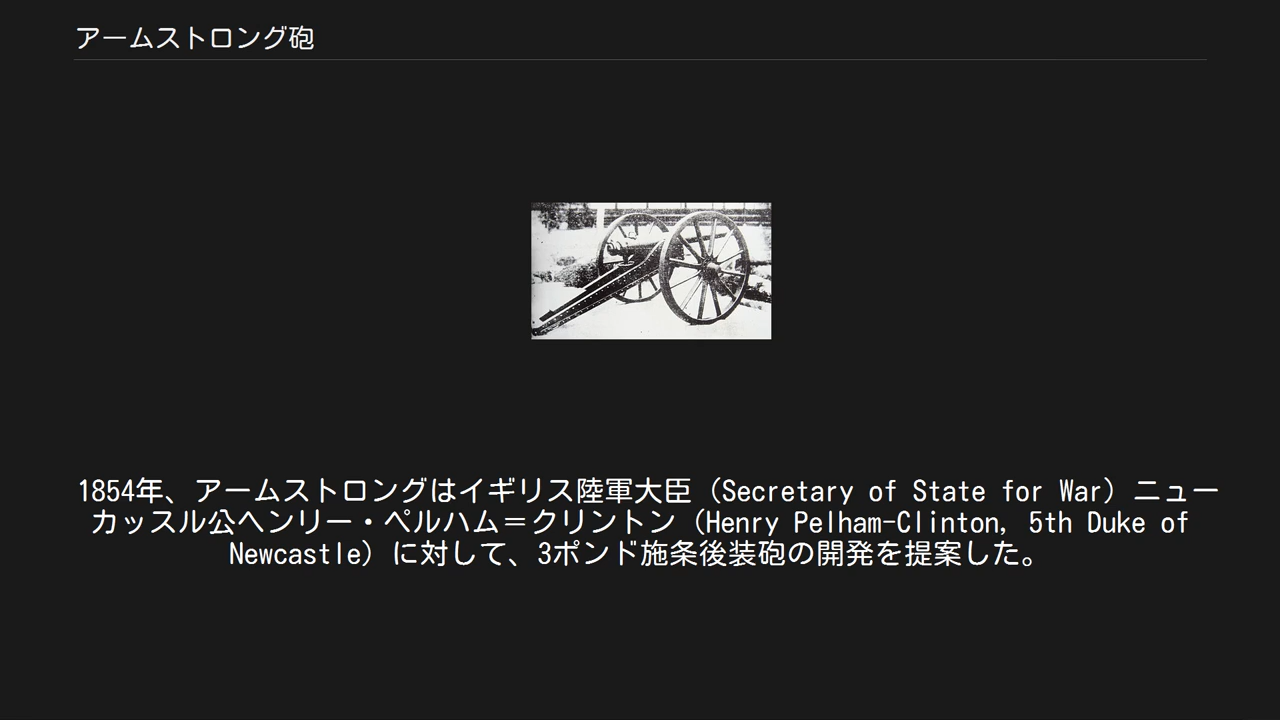 アームストロング砲
1854年、アームストロングはイギリス陸軍大臣（Secretary of State for War）ニュー
カッスル公ヘンリー・ペルハム＝クリントン（Henry Pelham-Clinton, 5th Duke of
Newcastle）に対して、3ポンド施条後装砲の開発を提案した。